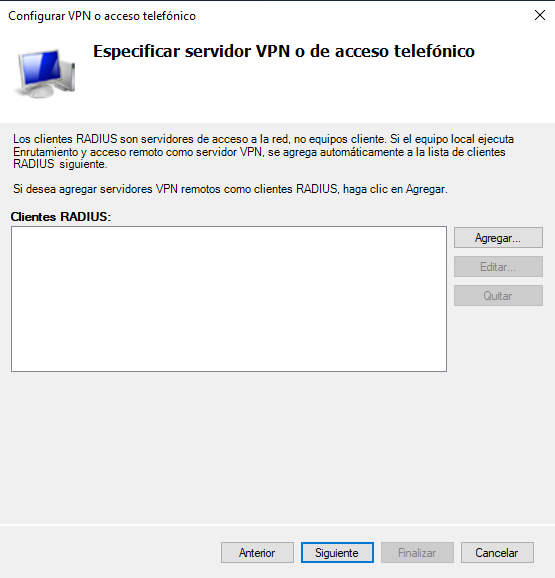 Configurar VPN o acceso telefónico
Especificar servidor VPN o de acceso telefónico
Los clientes RADIUS son servidores de acceso a la red, no equipos cliente. Si el equipo local ejecuta
Enrutamiento y acceso remoto como servidor VPN, se agrega automáticamente a la lista de clientes
RADIUS siguiente.
Si desea agregar servidores VPN remotos como clientes RADIUS, haga clic en Agregar.
Clientes RADIUS:
Agregar...
Editar...
Quitar
Anterior
Siguiente
Finalizar
Cancelar